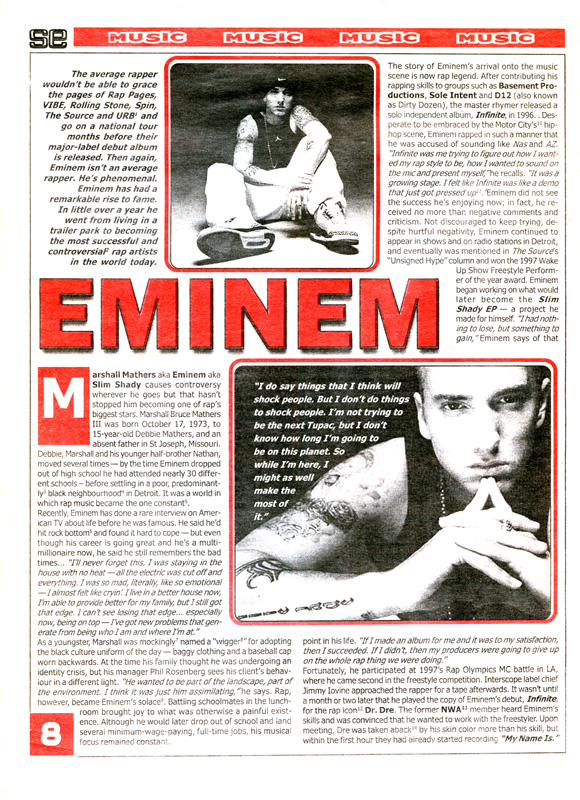 se MUSIC MUSIC MUSIC MUSIC
The average rapper
wouldn't be able to grace
the pages of Rap Pages,
VIBE, Rolling Stone, Spin,
The Source and URB¹ and
go on a national tour
months before their
major-label debut album
is released. Then again,
Eminem isn't an average
rapper. He's phenomenal.
Eminem has had a
remarkable rise to fame.
In little over a year he
went from living in a
trailer park to becoming
the most successful and
controversial² rap artists
in the world today.
EMINEM
Marshall Mathers aka Eminem aka
Slim Shady causes controversy
wherever he goes but that hasn't
stopped him becoming one of rap's
biggest stars. Marshall Bruce Mathers
III was born October 17, 1973, to
15-year-old Debbie Mathers, and an
absent father in St Joseph, Missouri.
Debbie, Marshall and his younger half-brother Nathan,
moved several times — by the time Eminem dropped
out of high school he had attended nearly 30 differ-
ent schools – before settling in a poor, predominant-
ly³ black neighbourhood⁴ in Detroit. It was a world in
which rap music became the one constant⁵.
Recently, Eminem has done a rare interview on Amer-
ican TV about life before he was famous. He said he'd
hit rock bottom⁶ and found it hard to cope — but even
though his career is going great and he's a multi-
millionaire now, he said he still remembers the bad
times... "I'll never forget this. I was staying in the
house with no heat — all the electric was cut off and
everything. I was so mad, literally, like so emotional
— I almost felt like cryin'. I live in a better house now,
I'm able to provide better for my family, but I still got
that edge. I can't see losing that edge... especially
now, being on top — I've got new problems that gen-
erate from being who I am and where I'm at."
As a youngster, Marshall was mockingly⁷ named a "wigger⁸" for adopting
the black culture uniform of the day — baggy clothing and a baseball cap
worn backwards. At the time his family thought he was undergoing an
identity crisis, but his manager Phil Rosenberg sees his client's behav-
iour in a different light. "He wanted to be part of the landscape, part of
the environment. I think it was just him assimilating," he says. Rap,
however, became Eminem's solace⁹. Battling schoolmates in the lunch-
room brought joy to what was otherwise a painful exist-
ence. Although he would later drop out of school and land
several minimum-wage-paying, full-time jobs, his musical
focus remained constant.
8
The story of Eminem's arrival onto the music
scene is now rap legend. After contributing his
rapping skills to groups such as Basement Pro-
ductions, Sole Intent and D12 (also known
as Dirty Dozen), the master rhymer released a
solo independent album, Infinite, in 1996. . Des-
perate to be embraced by the Motor City's¹⁰ hip-
hop scene, Eminem rapped in such a manner that
he was accused of sounding like Nas and AZ.
"Infinite was me trying to figure out how I want-
ed my rap style to be, how I wanted to sound on
the mic and present myself," he recalls. "It was a
growing stage. I felt like Infinite was like a demo
that just got pressed up¹¹." Eminem did not see
the success he's enjoying now; in fact, he re-
ceived no more than negative comments and
criticism. Not discouraged to keep trying, de-
spite hurtful negativity, Eminem continued to
appear in shows and on radio stations in Detroit,
and eventually was mentioned in The Source's
"Unsigned Hype" column and won the 1997 Wake
Up Show Freestyle Perform-
er of the year award. Eminem
began working on what would
later become the Slim
Shady EP — a project he
made for himself. "I had noth-
ing to lose, but something to
gain," Eminem says of that
"I do say things that I think will
shock people. But I don't do things
to shock people. I'm not trying to
be the next Tupac, but I don't
know how long I'm going to
be on this planet. So
while I'm here, I
might as well
make the
most of
it."
point in his life. "If I made an album for me and it was to my satisfaction,
then I succeeded. If I didn't, then my producers were going to give up
on the whole rap thing we were doing."
Fortunately, he participated at 1997's Rap Olympics MC battle in LA,
where he came second in the freestyle competition. Interscope label chief
Jimmy Iovine approached the rapper for a tape afterwards. It wasn't until
a month or two later that he played the copy of Eminem's debut, Infinite,
for the rap icon¹² Dr. Dre. The former NWA¹³ member heard Eminem's
skills and was convinced that he wanted to work with the freestyler. Upon
meeting, Dre was taken aback¹⁴ by his skin color more than his skill, but
within the first hour they had already started recording "My Name Is."